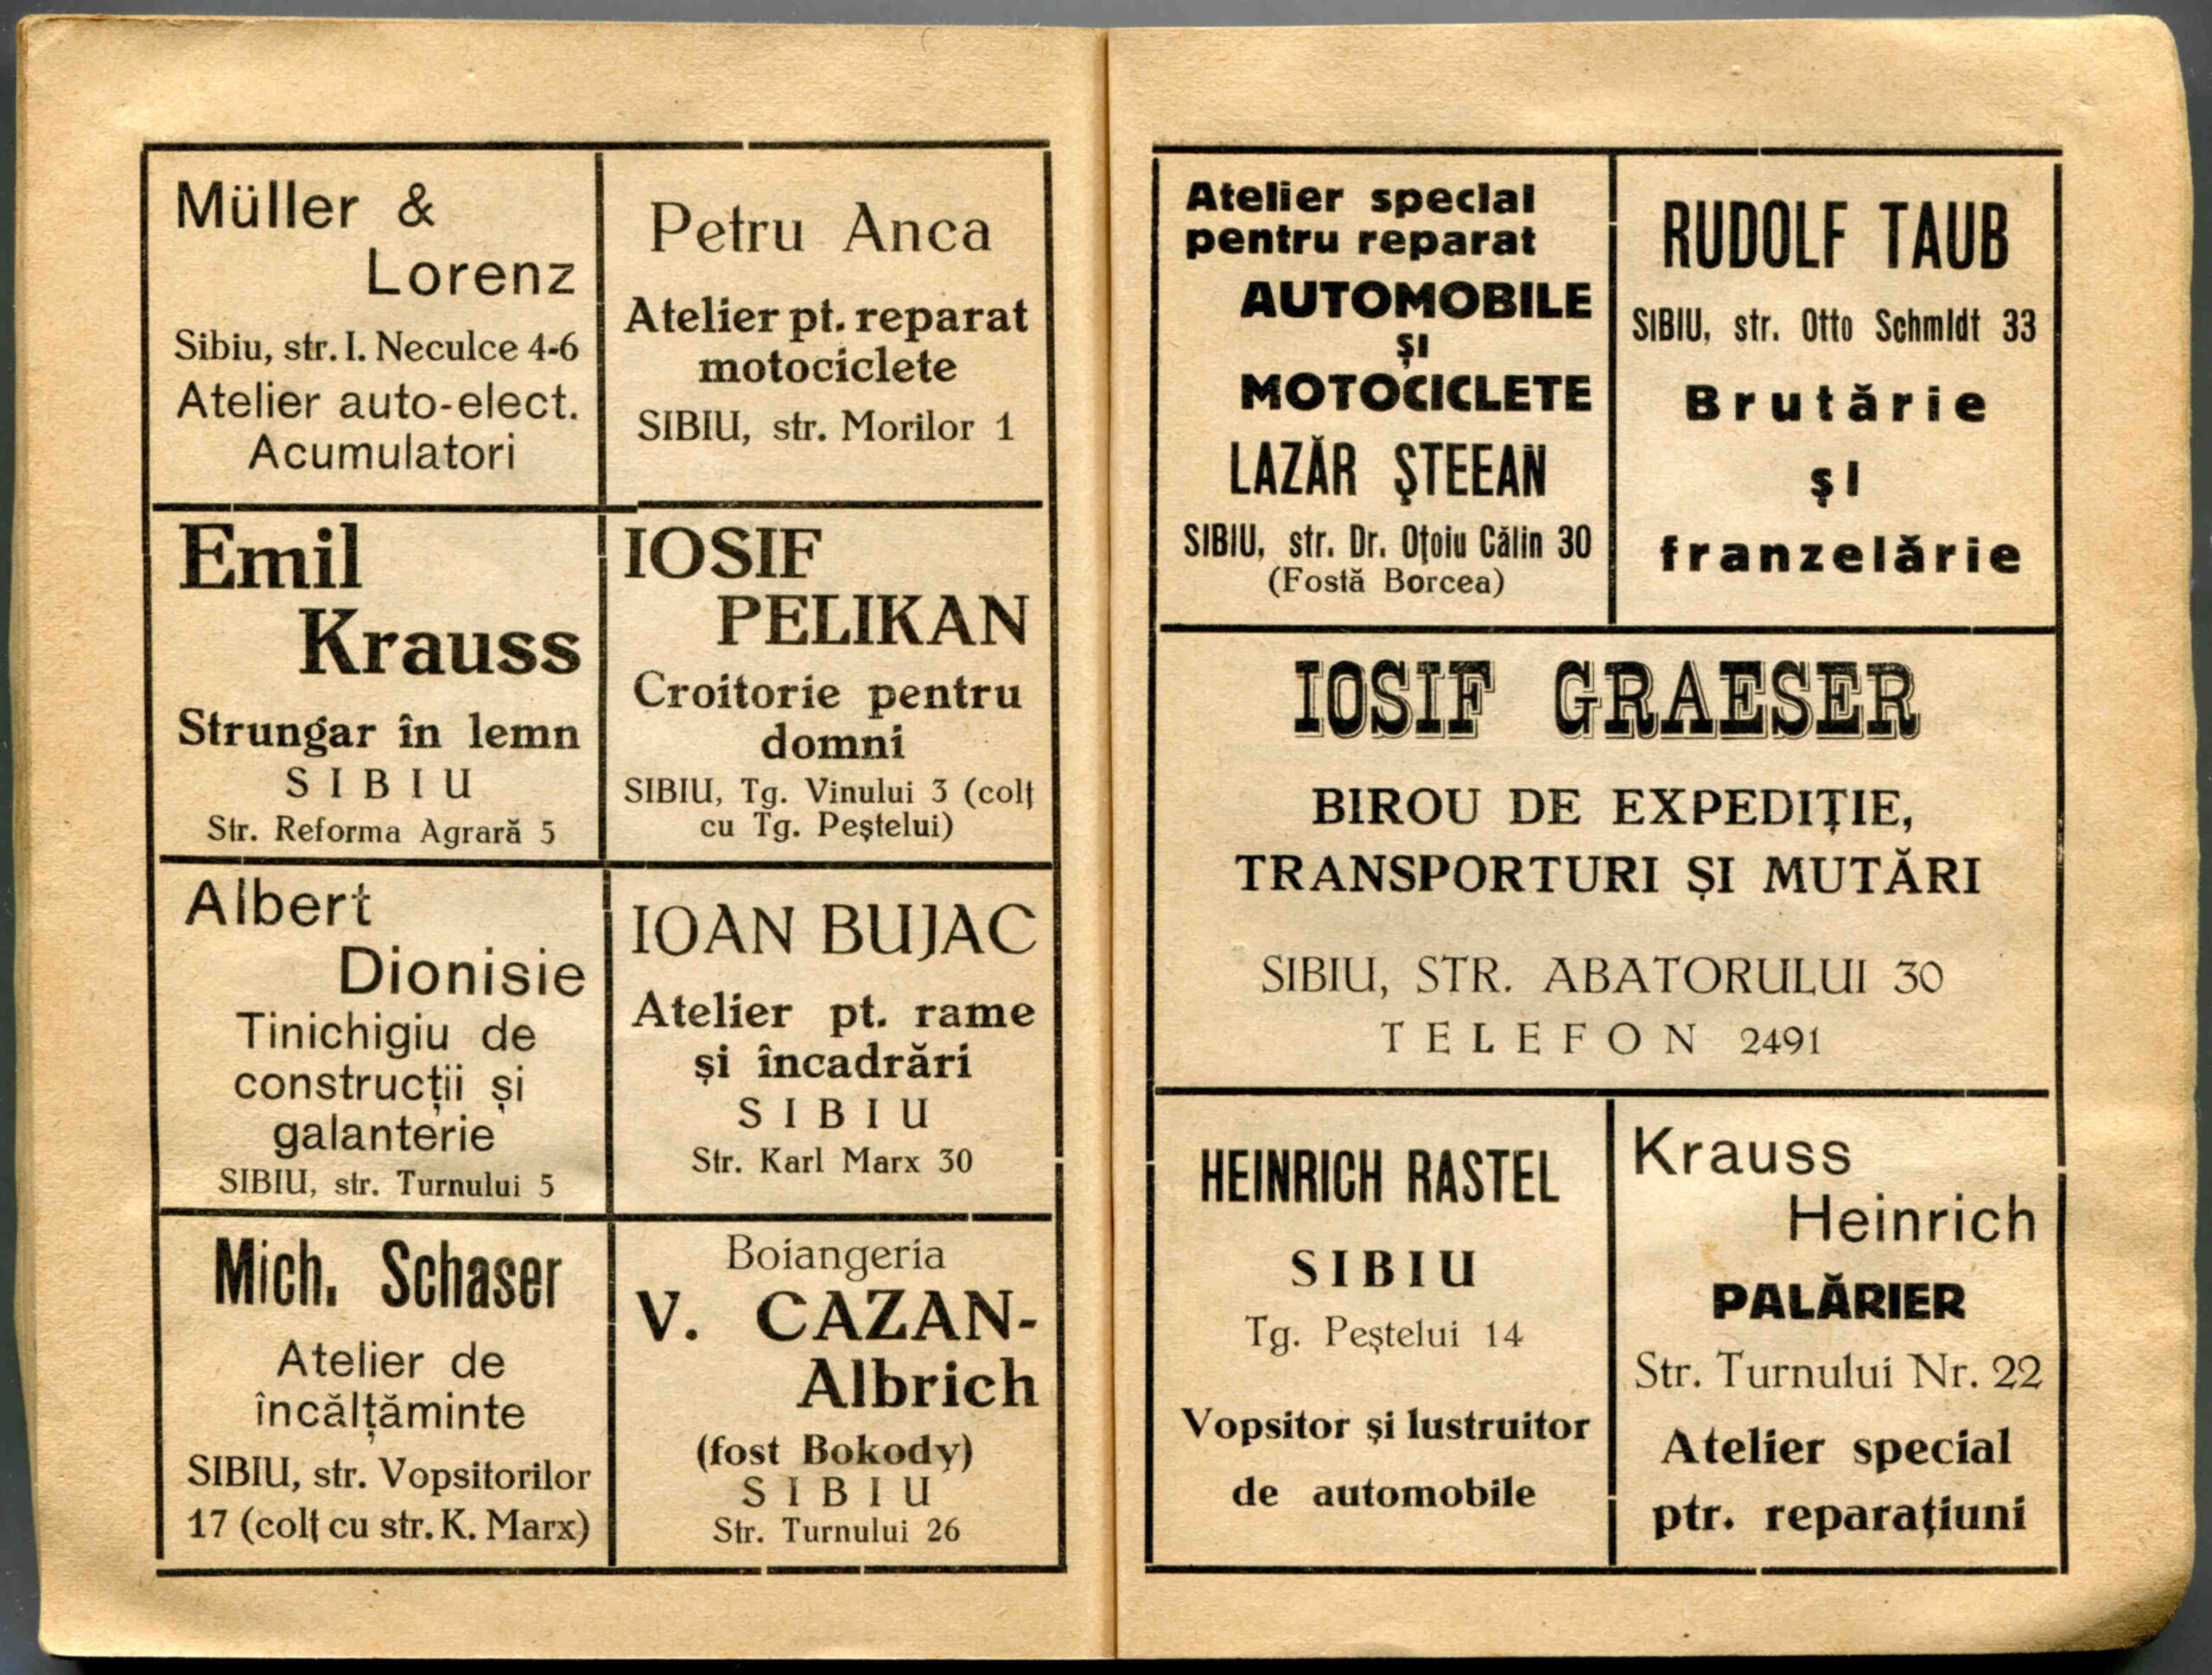 Müller &
Lorenz
Sibiu, str. I. Neculce 4-6
Atelier auto-elect.
Acumulatori
Petru Anca
Atelier pt. reparat
motociclete
SIBIU, str. Morilor 1
Emil
Krauss
Strungar în lemn
SIBIU
Str. Reforma Agrară 5
IOSIF
PELIKAN
Croitorie pentru
domni
SIBIU, Tg. Vinului 3 (colț
cu Tg. Peștelui)
Albert
Dionisie
Tinichigiu de
construcții și
galanterie
SIBIU, str. Turnului 5
IOAN BUJAC
Atelier pt. rame
și încadrări
SIBIU
Str. Karl Marx 30
Mich. Schaser
Atelier de
încălțăminte
SIBIU, str. Vopsitorilor
17 (colț cu str. K. Marx)
Boiangeria
V. CAZAN-
Albrich
(fost Bokody)
SIBIU
Str. Turnului 26
Atelier special
pentru reparat
AUTOMOBILE
ȘI
MOTOCICLETE
LAZĂR ȘTEEAN
SIBIU, str. Dr. Oțoiu Călin 30
(Fostă Borcea)
RUDOLF TAUB
SIBIU, str. Otto Schmidt 33
Brutărie
și
franzelărie
IOSIF GRAESER
BIROU DE EXPEDIȚIE,
TRANSPORTURI ȘI MUTĂRI
SIBIU, STR. ABATORULUI 30
TELEFON 2491
HEINRICH RASTEL
SIBIU
Tg. Peștelui 14
Vopsitor și lustruitor
de automobile
Krauss
Heinrich
PALĂRIER
Str. Turnului Nr. 22
Atelier special
ptr. reparațiuni